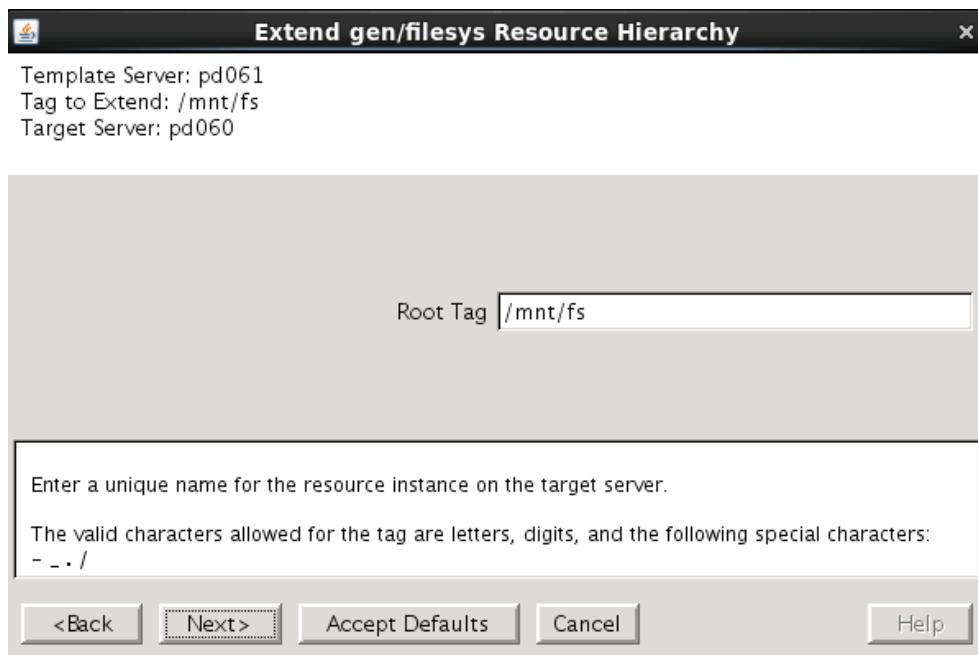 Extend gen/filesys Resource Hierarchy
Template Server: pd061
Tag to Extend: /mnt/fs
Target Server: pd060
Root Tag /mnt/fs
Enter a unique name for the resource instance on the target server.
The valid characters allowed for the tag are letters, digits, and the following special characters:
- _ . /
<Back Next> Accept Defaults Cancel Help